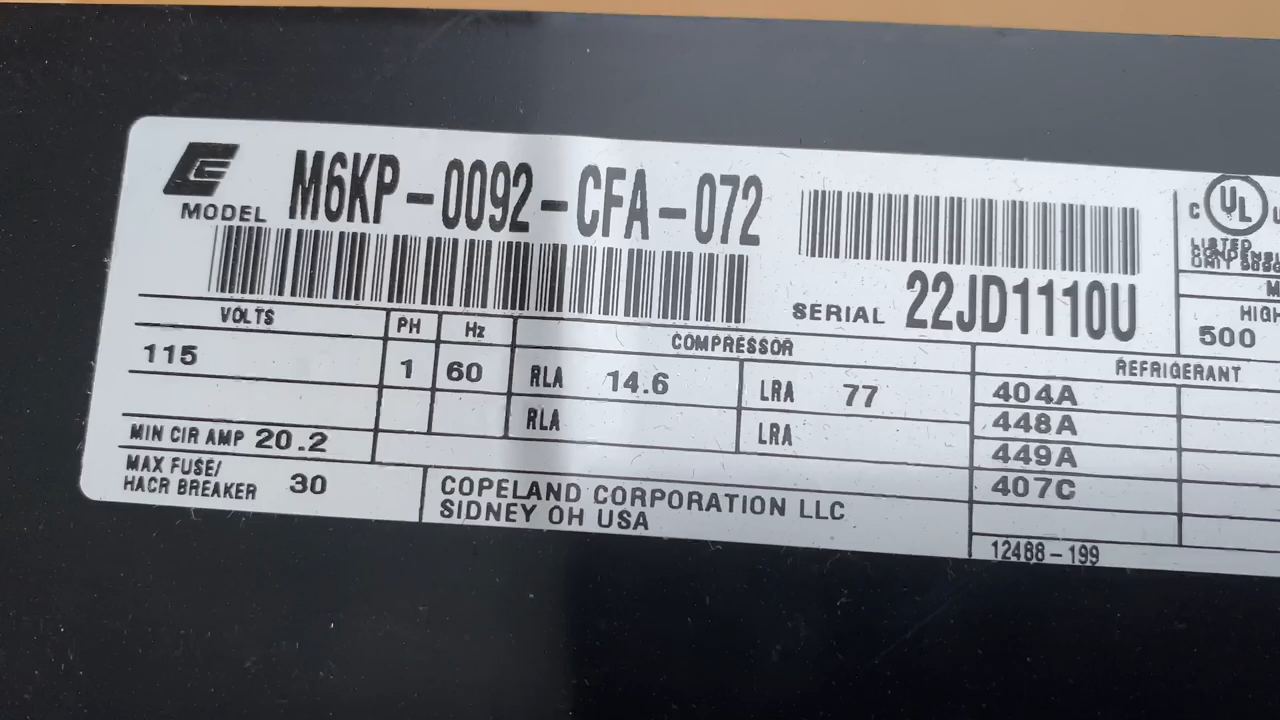 MODEL M6KP-0092-CFA-072
SERIAL 22JD1110U
C UL
LISTED
VOLTS PH Hz COMPRESSOR
115 1 60 RLA 14.6 LRA 77
RLA LRA
MIN CIR AMP 20.2
MAX FUSE/
HACR BREAKER 30
COPELAND CORPORATION LLC
SIDNEY OH USA
500
REFRIGERANT
404A
448A
449A
407C
12488-199